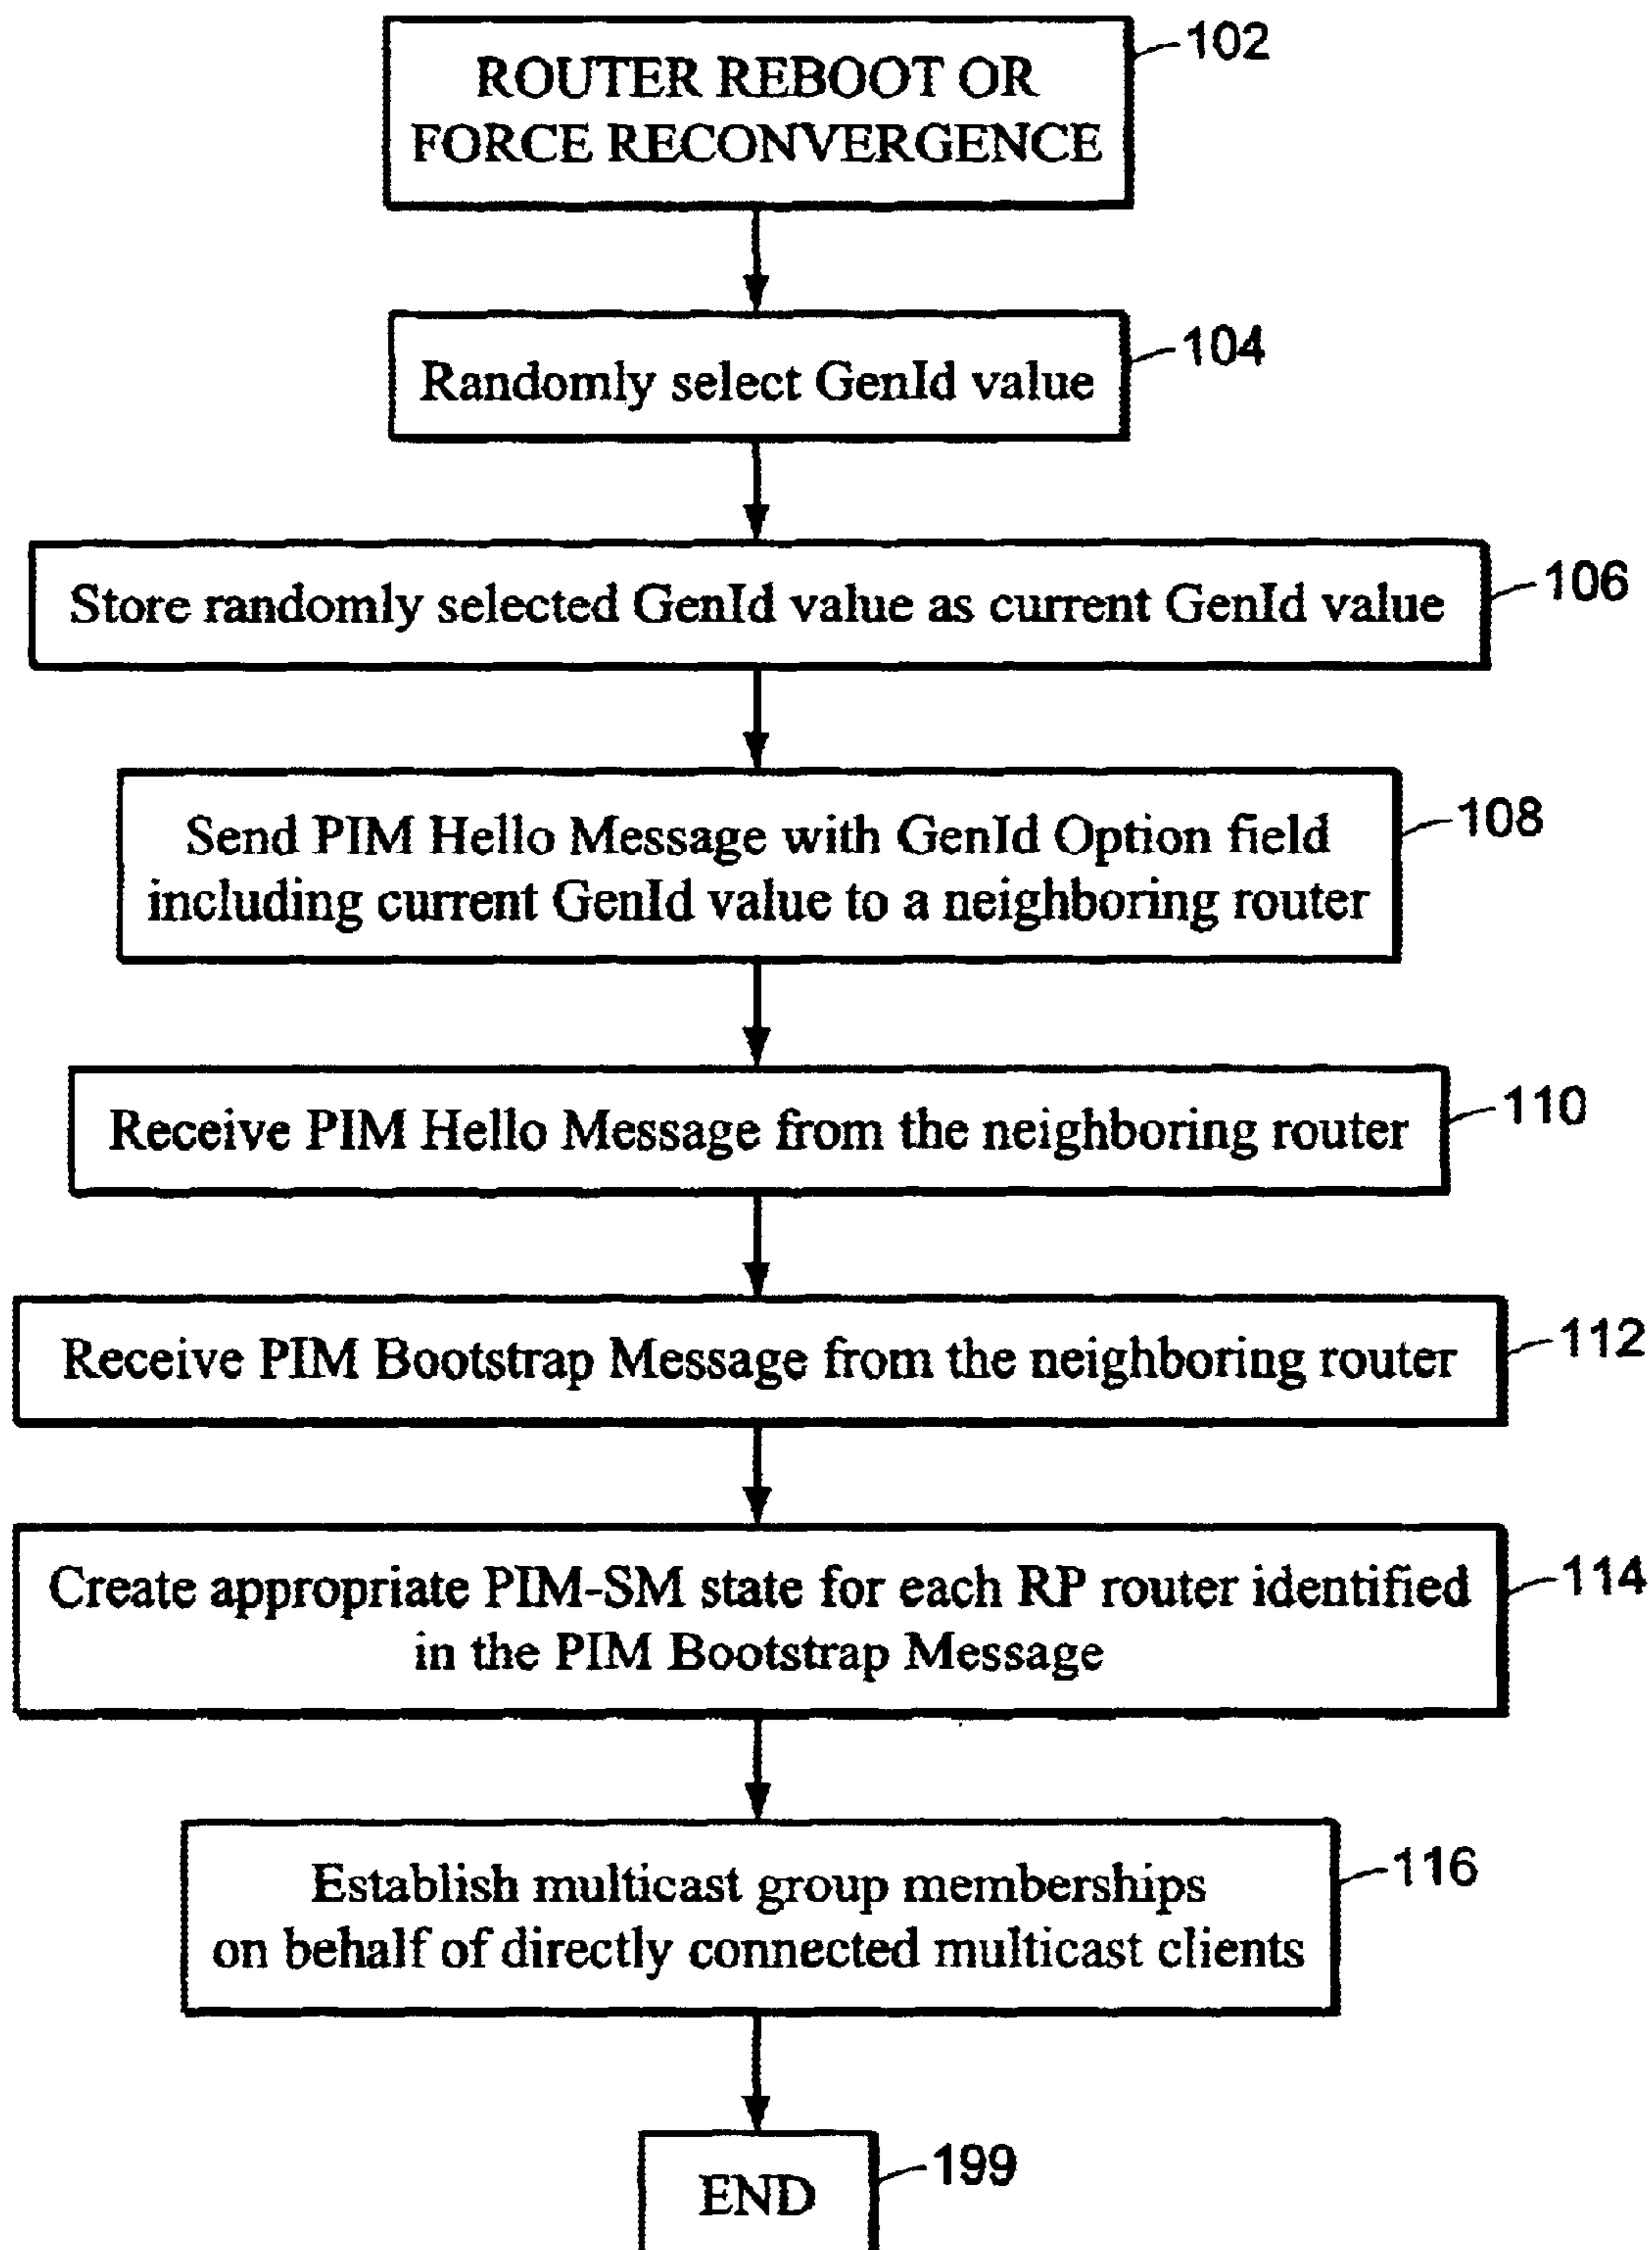 ROUTER REBOOT OR
FORCE RECONVERGENCE
102
Randomly select GenId value
104
Store randomly selected GenId value as current GenId value
106
Send PIM Hello Message with GenId Option field
including current GenId value to a neighboring router
108
Receive PIM Hello Message from the neighboring router
110
Receive PIM Bootstrap Message from the neighboring router
112
Create appropriate PIM-SM state for each RP router identified
in the PIM Bootstrap Message
114
Establish multicast group memberships
on behalf of directly connected multicast clients
116
END
199